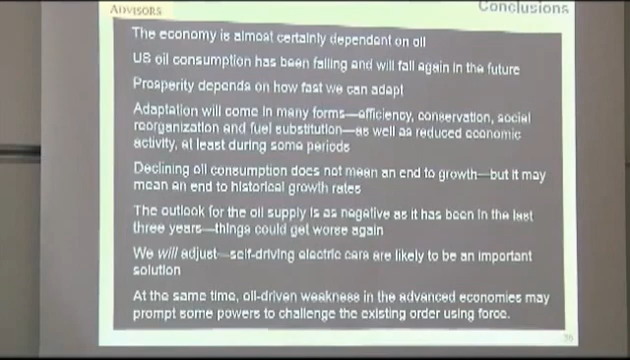 ADVISORS
Conclusions
The economy is almost certainly dependent on oil
US oil consumption has been falling and will fall again in the future
Prosperity depends on how fast we can adapt
Adaptation will come in many forms—efficiency, conservation, social
reorganization and fuel substitution—as well as reduced economic
activity, at least during some periods
Declining oil consumption does not mean an end to growth—but it may
mean an end to historical growth rates
The outlook for the oil supply is as negative as it has been in the last
three years—things could get worse again
We will adjust—self-driving electric cars are likely to be an important
solution
At the same time, oil-driven weakness in the advanced economies may
prompt some powers to challenge the existing order using force.